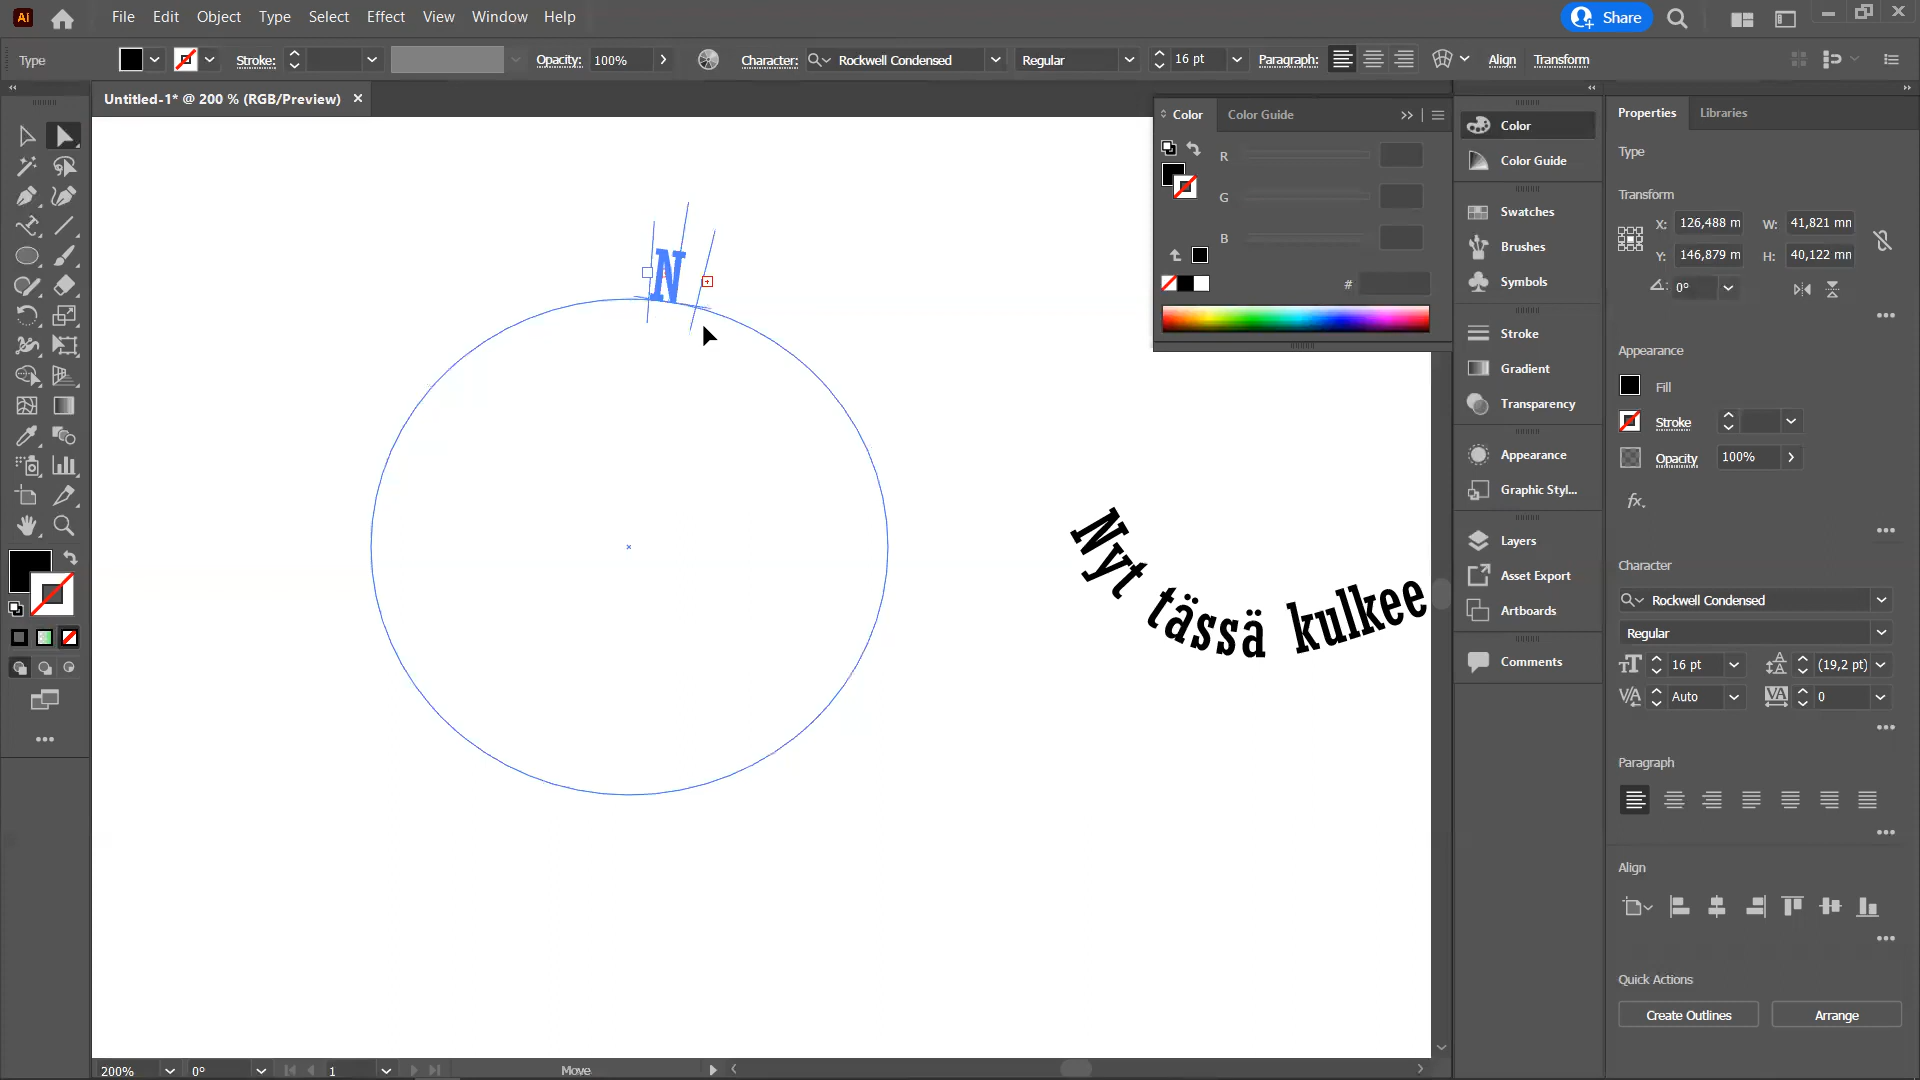 Ai File Edit Object Type Select Effect View Window Help Share
Type Stroke: Opacity: 100% Character: Rockwell Condensed Regular 16 pt Paragraph: Align Transform
Untitled-1* @ 200 % (RGB/Preview) ×
Color Color Guide
R
G
B
#
N
Nyt tässä kulkee
Color
Color Guide
Swatches
Brushes
Symbols
Stroke
Gradient
Transparency
Appearance
Graphic Styl...
Layers
Asset Export
Artboards
Comments
Properties Libraries
Type
Transform
X: 126,488 m W: 41,821 mn
Y: 146,879 m H: 40,122 mn
0°
Appearance
Fill
Stroke
Opacity 100%
fx.
Character
Rockwell Condensed
Regular
16 pt (19,2 pt)
Auto 0
Paragraph
Align
Quick Actions
Create Outlines Arrange
200% 0° 1 Move